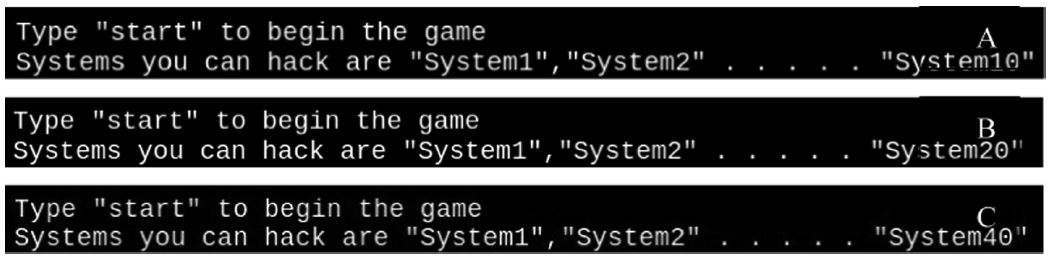 Type "start" to begin the game
A
Systems you can hack are "System1","System2" . . . . . "System10"
Type "start" to begin the game
B
Systems you can hack are "System1","System2" . . . . . "System20"
Type "start" to begin the game
C
Systems you can hack are "System1","System2" . . . . . "System40"